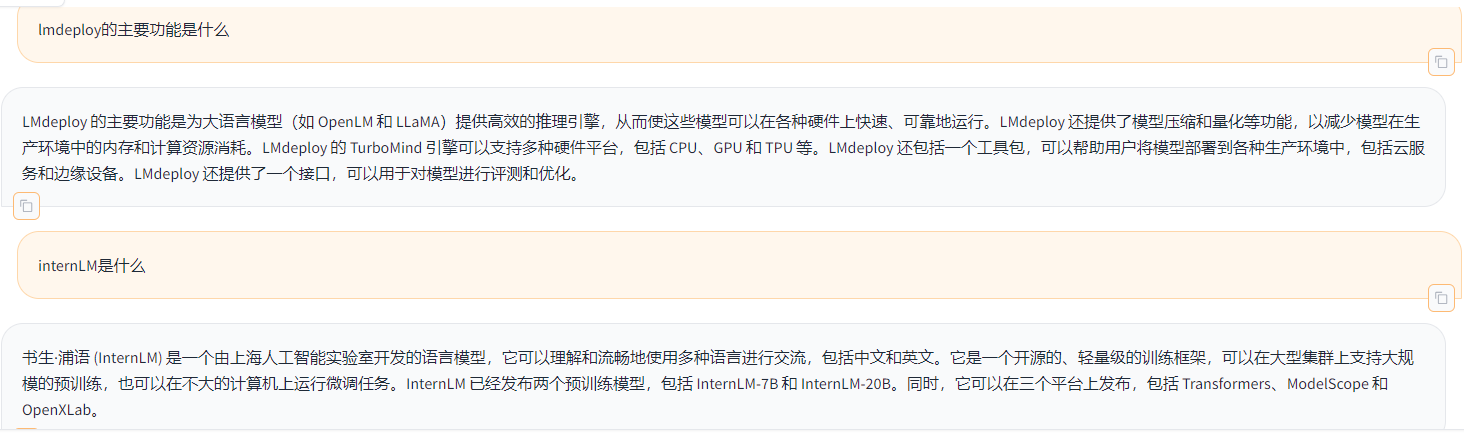 lmdeploy的主要功能是什么
LMdeploy 的主要功能是为大语言模型（如 OpenLM 和 LLaMA）提供高效的推理引擎，从而使这些模型可以在各种硬件上快速、可靠地运行。LMdeploy 还提供了模型压缩和量化等功能，以减少模型在生
产环境中的内存和计算资源消耗。LMdeploy 的 TurboMind 引擎可以支持多种硬件平台，包括 CPU、GPU 和 TPU 等。LMdeploy 还包括一个工具包，可以帮助用户将模型部署到各种生产环境中，包括云服
务和边缘设备。LMdeploy 还提供了一个接口，可以用于对模型进行评测和优化。
internLM是什么
书生·浦语 (InternLM) 是一个由上海人工智能实验室开发的语言模型，它可以理解和流畅地使用多种语言进行交流，包括中文和英文。它是一个开源的、轻量级的训练框架，可以在大型集群上支持大规
模的预训练，也可以在不大的计算机上运行微调任务。InternLM 已经发布两个预训练模型，包括 InternLM-7B 和 InternLM-20B。同时，它可以在三个平台上发布，包括 Transformers、ModelScope 和
OpenXLab。